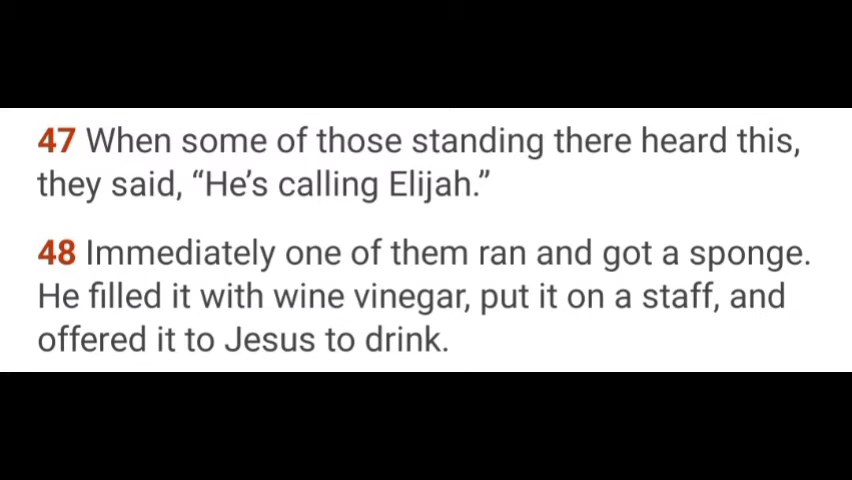 47 When some of those standing there heard this,
they said, “He’s calling Elijah.”
48 Immediately one of them ran and got a sponge.
He filled it with wine vinegar, put it on a staff, and
offered it to Jesus to drink.